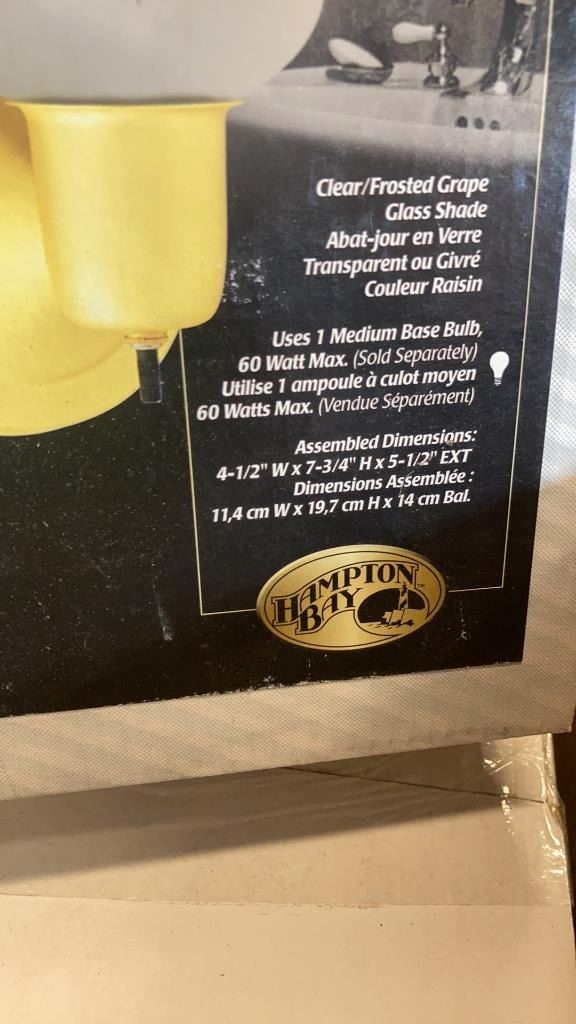 Clear/Frosted Grape
Glass Shade
Abat-jour en Verre
Transparent ou Givré
Couleur Raisin
Uses 1 Medium Base Bulb,
60 Watt Max. (Sold Separately)
Utilise 1 ampoule à culot moyen
60 Watts Max. (Vendue Séparément)
Assembled Dimensions:
4-1/2" W x 7-3/4" H x 5-1/2" EXT
Dimensions Assemblée :
11,4 cm W x 19,7 cm H x 14 cm Bal.
HAMPTON
BAY